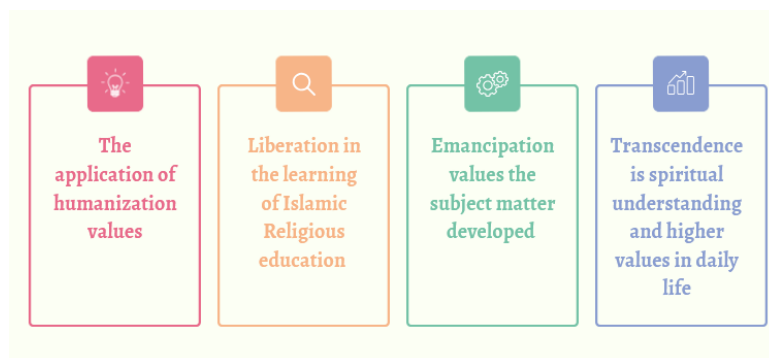 The
application of
humanization
values
Liberation in
the learning
of Islamic
Religious
education
Emancipation
values the
subject matter
developed
Transcendence
is spiritual
understanding
and higher
values in daily
life